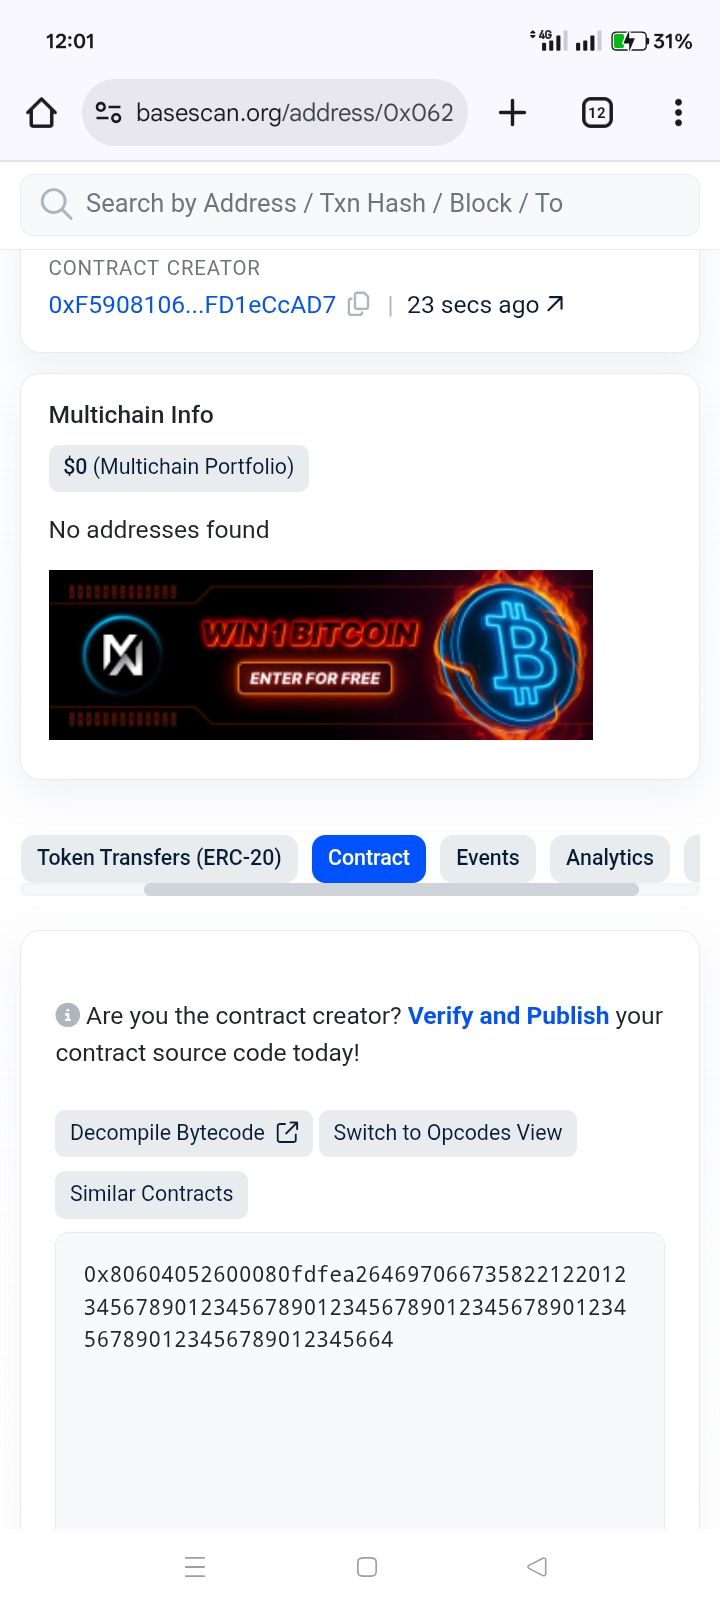 12:01
4G
31%
basescan.org/address/0x062
12
Search by Address / Txn Hash / Block / To
CONTRACT CREATOR
0xF5908106...FD1eCcAD7 | 23 secs ago
Multichain Info
$0 (Multichain Portfolio)
No addresses found
WIN 1 BITCOIN
ENTER FOR FREE
Token Transfers (ERC-20) Contract Events Analytics
Are you the contract creator? Verify and Publish your
contract source code today!
Decompile Bytecode Switch to Opcodes View
Similar Contracts
0x80604052600080fdfea264697066735822122012
345678901234567890123456789012345678901234
567890123456789012345664